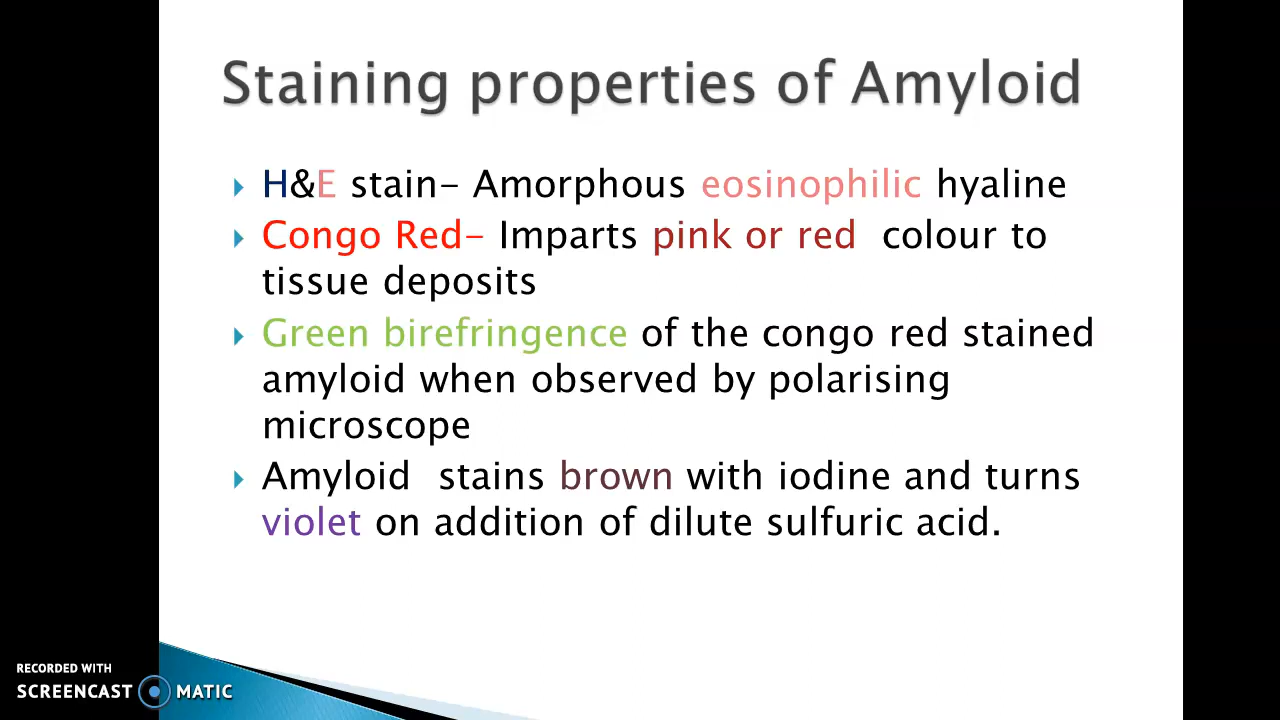 Staining properties of Amyloid
H&E stain- Amorphous eosinophilic hyaline
Congo Red- Imparts pink or red colour to
tissue deposits
Green birefringence of the congo red stained
amyloid when observed by polarising
microscope
Amyloid stains brown with iodine and turns
violet on addition of dilute sulfuric acid.
RECORDED WITH
SCREENCAST MATIC